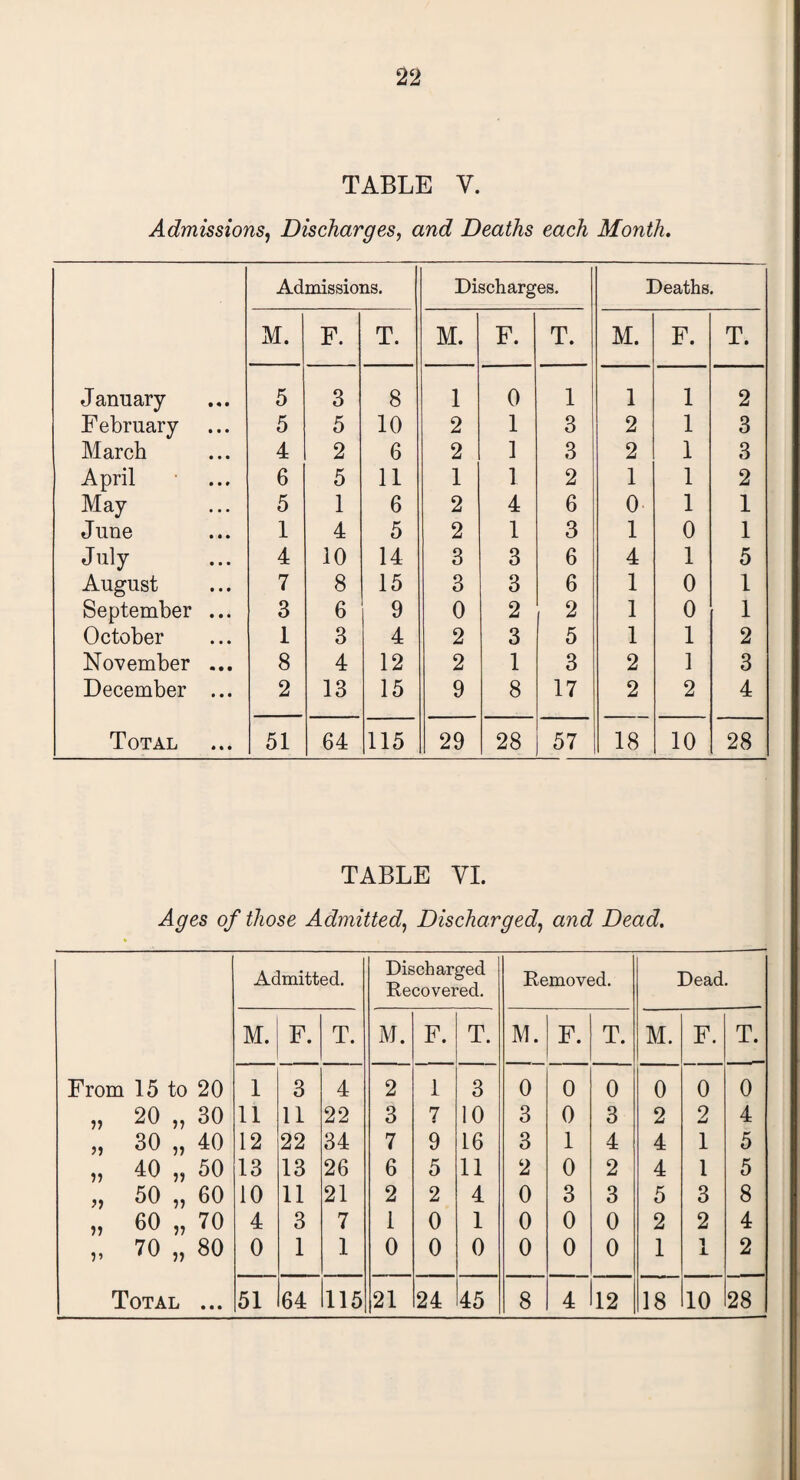 22
TABLE V.
Admissions, Discharges, and Deaths each Month.
Admissions. Discharges. Deaths.
M. F. T. M. F. T. M. F. T.
January ... 5 3 8 1 0 1 1 1 2
February ... 5 5 10 2 1 3 2 1 3
March ... 4 2 6 2 1 3 2 1 3
April ... 6 5 11 1 1 2 1 1 2
May ... 5 1 6 2 4 6 0 1 1
June ... 1 4 5 2 1 3 1 0 1
July ... 4 10 14 3 3 6 4 1 5
August ... 7 8 15 3 3 6 1 0 1
September ... 3 6 9 0 2 2 1 0 1
October ... 1 3 4 2 3 5 1 1 2
November ... 8 4 12 2 1 3 2 1 3
December ... 2 13 15 9 8 17 2 2 4
TOTAL ... 51 64 115 29 28 57 18 10 28
TABLE VI.
Ages of those Admitted, Discharged, and Dead.
Admitted. Discharged Recovered. Removed. Dead.
M. F. T. M. F. T. M. F. T. M. F. T.
From 15 to 20 1 3 4 2 1 3 0 0 0 0 0 0
„ 20 „ 30 11 11 22 3 7 10 3 0 3 2 2 4
„ 30 „ 40 12 22 34 7 9 16 3 1 4 4 1 5
„ 40 „ 50 13 13 26 6 5 11 2 0 2 4 1 5
„ 50 „ 60 10 11 21 2 2 4 0 3 3 5 3 8
„ 60 „ 70 4 3 7 1 0 1 0 0 0 2 2 4
„ 70 „ 80 0 1 1 0 0 0 0 0 0 1 1 2
TOTAL ... 51 64 115 21 24 45 8 4 12 18 10 28